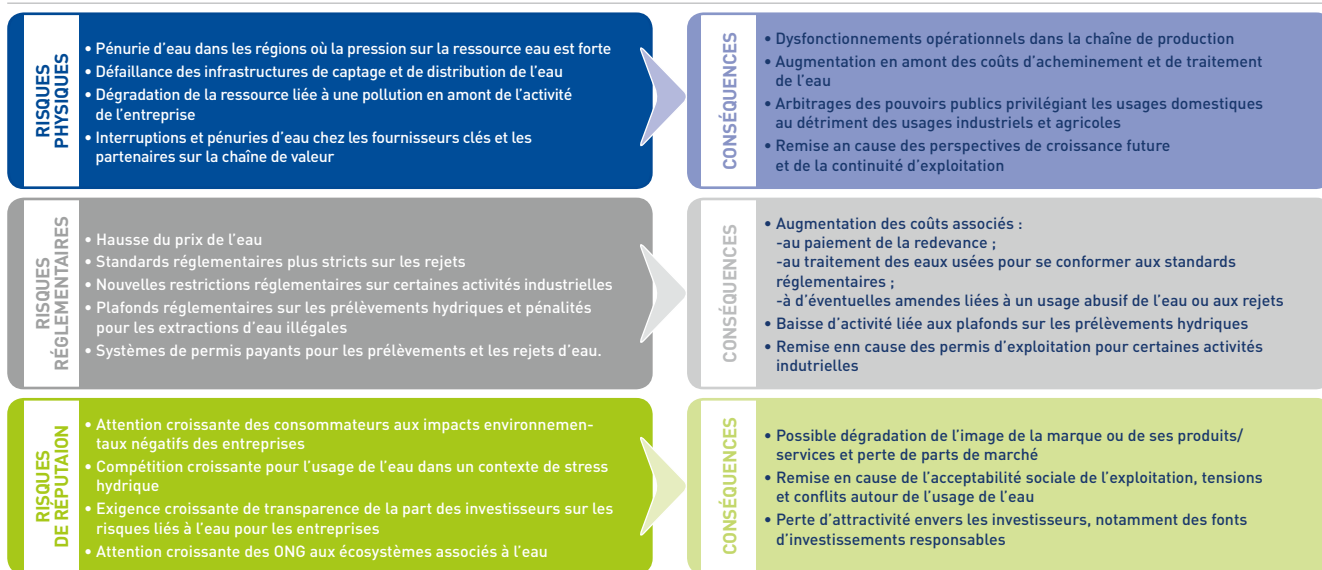 RISQUES
PHYSIQUES
• Pénurie d'eau dans les régions où la pression sur la ressource eau est forte
• Défaillance des infrastructures de captage et de distribution de l'eau
• Dégradation de la ressource liée à une pollution en amont de l'activité
de l'entreprise
• Interruptions et pénuries d'eau chez les fournisseurs clés et les
partenaires sur la chaîne de valeur
CONSÉQUENCES
• Dysfonctionnements opérationnels dans la chaîne de production
• Augmentation en amont des coûts d'acheminement et de traitement
de l'eau
• Arbitrages des pouvoirs publics privilégiant les usages domestiques
au détriment des usages industriels et agricoles
• Remise an cause des perspectives de croissance future
et de la continuité d'exploitation
RISQUES
RÉGLEMENTAIRES
• Hausse du prix de l'eau
• Standards réglementaires plus stricts sur les rejets
• Nouvelles restrictions réglementaires sur certaines activités industrielles
• Plafonds réglementaires sur les prélèvements hydriques et pénalités
pour les extractions d'eau illégales
• Systèmes de permis payants pour les prélèvements et les rejets d'eau.
CONSÉQUENCES
• Augmentation des coûts associés :
-au paiement de la redevance ;
-au traitement des eaux usées pour se conformer aux standards
réglementaires ;
-à d'éventuelles amendes liées à un usage abusif de l'eau ou aux rejets
• Baisse d'activité liée aux plafonds sur les prélèvements hydriques
• Remise enn cause des permis d'exploitation pour certaines activités
indutrielles
RISQUES
DE RÉPUTAION
• Attention croissante des consommateurs aux impacts environnemen-
taux négatifs des entreprises
• Compétition croissante pour l'usage de l'eau dans un contexte de stress
hydrique
• Exigence croissante de transparence de la part des investisseurs sur les
risques liés à l'eau pour les entreprises
• Attention croissante des ONG aux écosystèmes associés à l'eau
CONSÉQUENCES
• Possible dégradation de l'image de la marque ou de ses produits/
services et perte de parts de marché
• Remise en cause de l'acceptabilité sociale de l'exploitation, tensions
et conflits autour de l'usage de l'eau
• Perte d'attractivité envers les investisseurs, notamment des fonts
d'investissements responsables